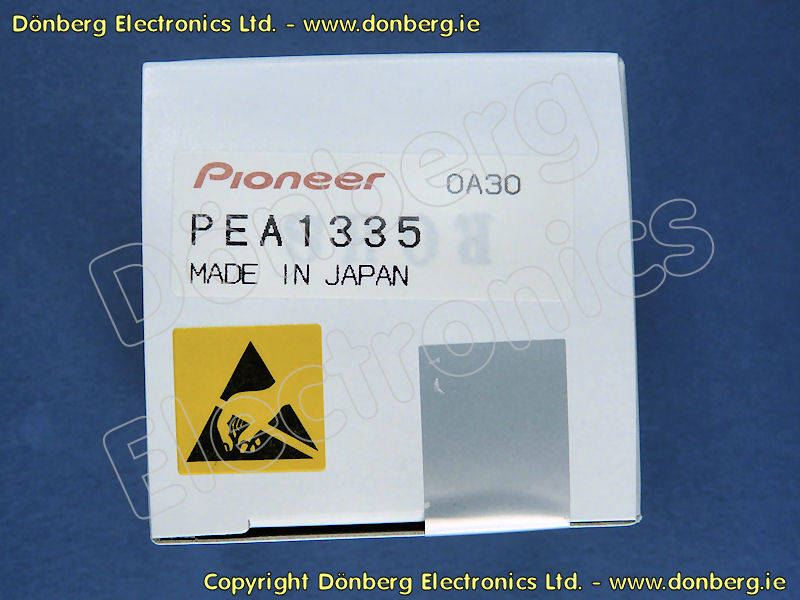 Dönberg Electronics Ltd. - www.donberg.ie
Pioneer 0A30
PEA1335
MADE IN JAPAN
Dönberg
Electronics
Copyright Dönberg Electronics Ltd. - www.donberg.ie